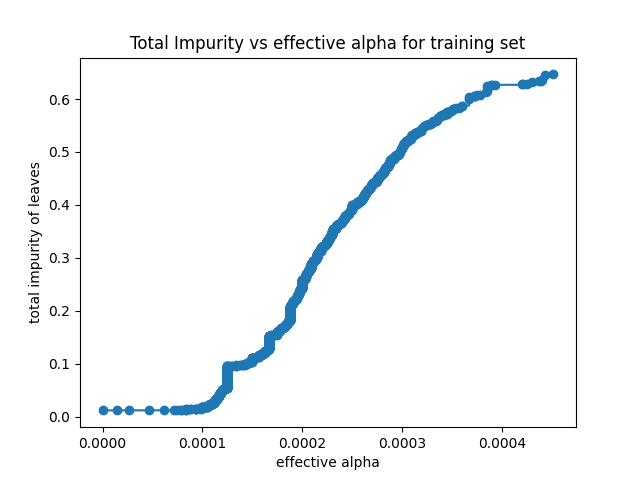 Total Impurity vs effective alpha for training set
total impurity of leaves
0.6
0.5
0.4
0.3
0.2
0.1
0.0
0.0000 0.0001 0.0002 0.0003 0.0004
effective alpha